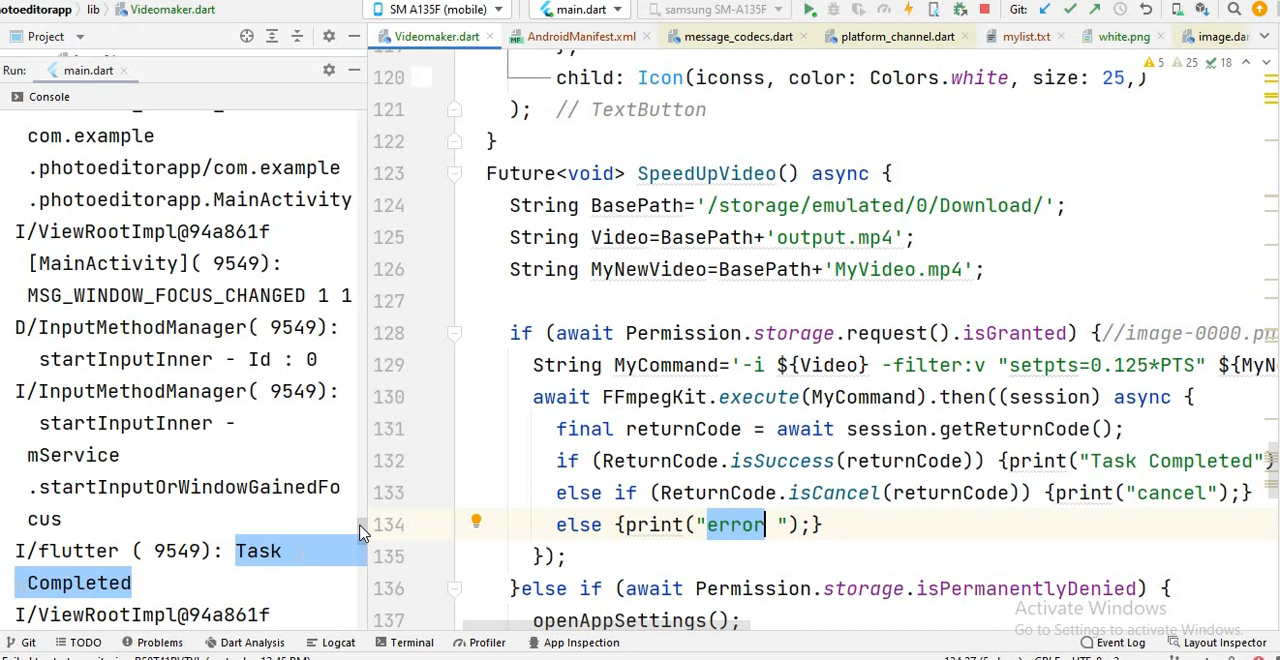 otoeditorapp › lib › Videomaker.dart SM A135F (mobile) main.dart samsung SM-A135F Git:
Project Videomaker.dart AndroidManifest.xml message_codecs.dart platform_channel.dart mylist.txt white.png image.dar
Run: main.dart
Console
com.example
.photoeditorapp/com.example
.photoeditorapp.MainActivity
I/ViewRootImpl@94a861f
[MainActivity]( 9549):
MSG_WINDOW_FOCUS_CHANGED 1 1
D/InputMethodManager( 9549):
startInputInner - Id : 0
I/InputMethodManager( 9549):
startInputInner -
mService
.startInputOrWindowGainedFo
cus
I/flutter ( 9549): Task
Completed
I/ViewRootImpl@94a861f
5 25 18
120 child: Icon(iconss, color: Colors.white, size: 25,)
121 ); // TextButton
122 }
123 Future<void> SpeedUpVideo() async {
124 String BasePath='/storage/emulated/0/Download/';
125 String Video=BasePath+'output.mp4';
126 String MyNewVideo=BasePath+'MyVideo.mp4';
127
128 if (await Permission.storage.request().isGranted) {//image-0000.pn
129 String MyCommand='-i ${Video} -filter:v "setpts=0.125*PTS" ${MyN
130 await FFmpegKit.execute(MyCommand).then((session) async {
131 final returnCode = await session.getReturnCode();
132 if (ReturnCode.isSuccess(returnCode)) {print("Task Completed"
133 else if (ReturnCode.isCancel(returnCode)) {print("cancel");}
134 else {print("error ");}
135 });
136 }else if (await Permission.storage.isPermanentlyDenied) {
137 openAppSettings();
Activate Windows
Go to Settings to activate Windows.
Git TODO Problems Dart Analysis Logcat Terminal Profiler App Inspection Event Log Layout Inspector